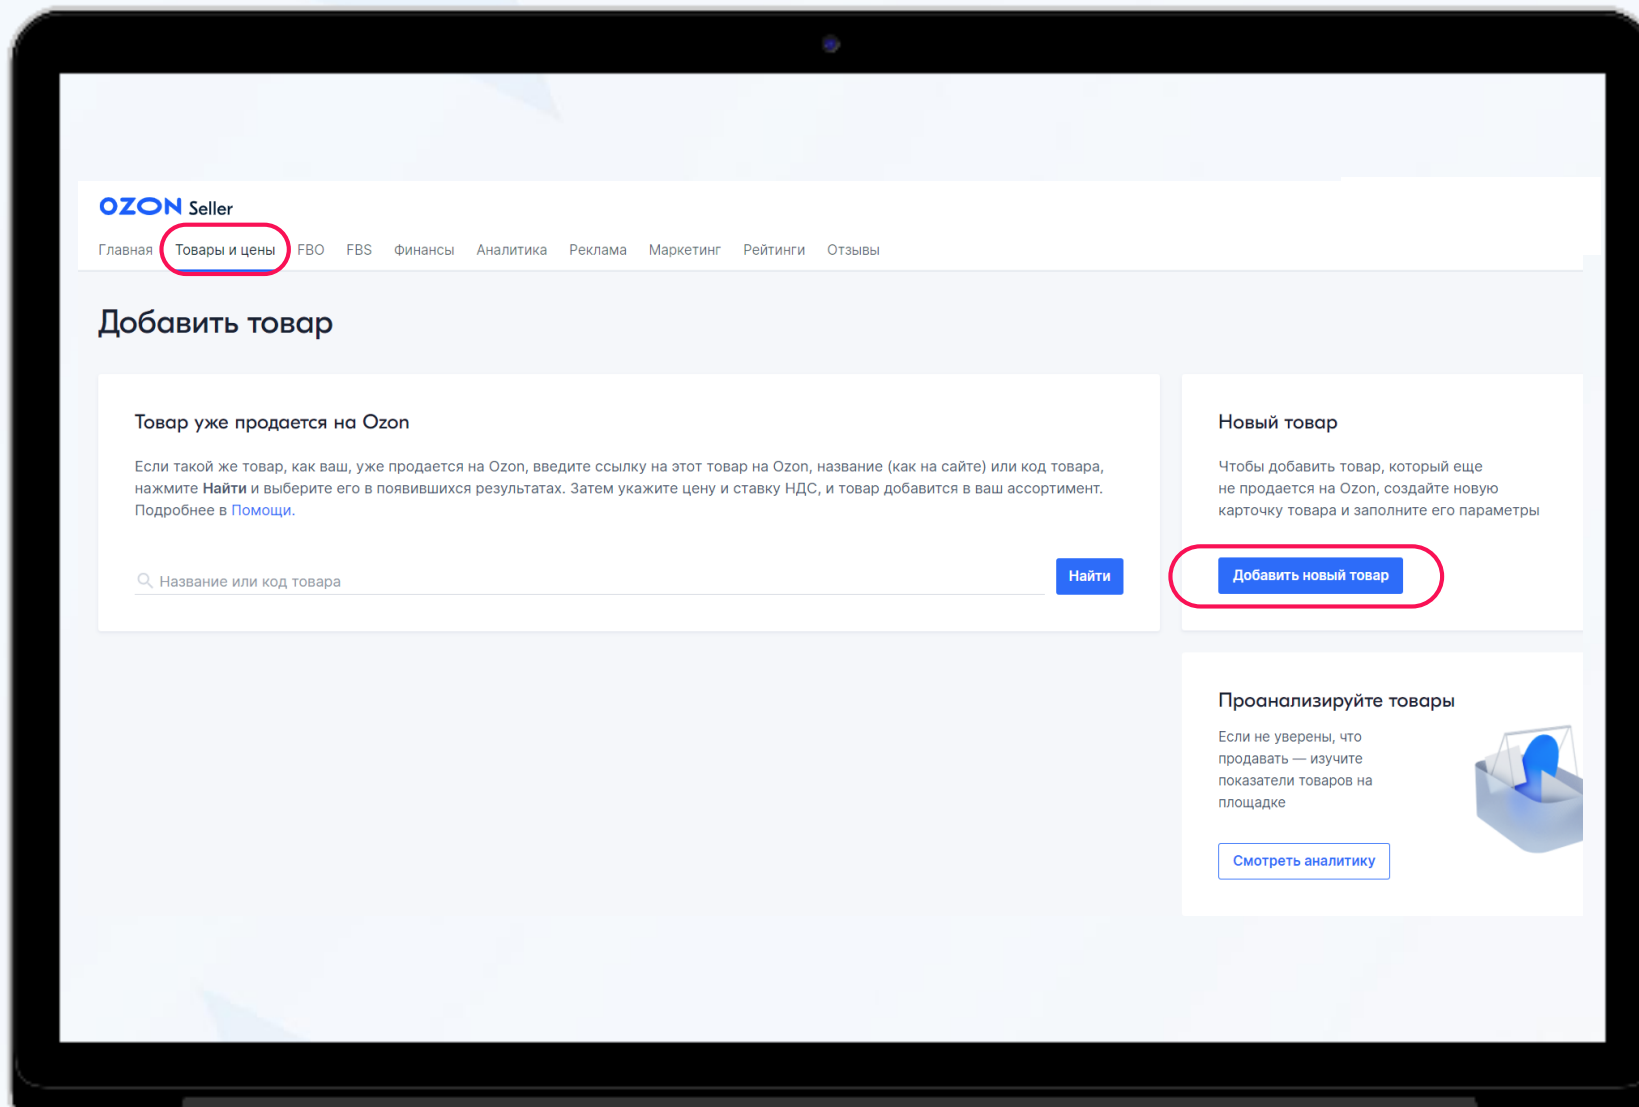 OZON Seller
Главная Товары и цены FBO FBS Финансы Аналитика Реклама Маркетинг Рейтинги Отзывы
Добавить товар
Товар уже продается на Ozon
Если такой же товар, как ваш, уже продается на Ozon, введите ссылку на этот товар на Ozon, название (как на сайте) или код товара,
нажмите Найти и выберите его в появившихся результатах. Затем укажите цену и ставку НДС, и товар добавится в ваш ассортимент.
Подробнее в Помощи.
Название или код товара
Найти
Новый товар
Чтобы добавить товар, который еще
не продается на Ozon, создайте новую
карточку товара и заполните его параметры
Добавить новый товар
Проанализируйте товары
Если не уверены, что
продавать — изучите
показатели товаров на
площадке
Смотреть аналитику